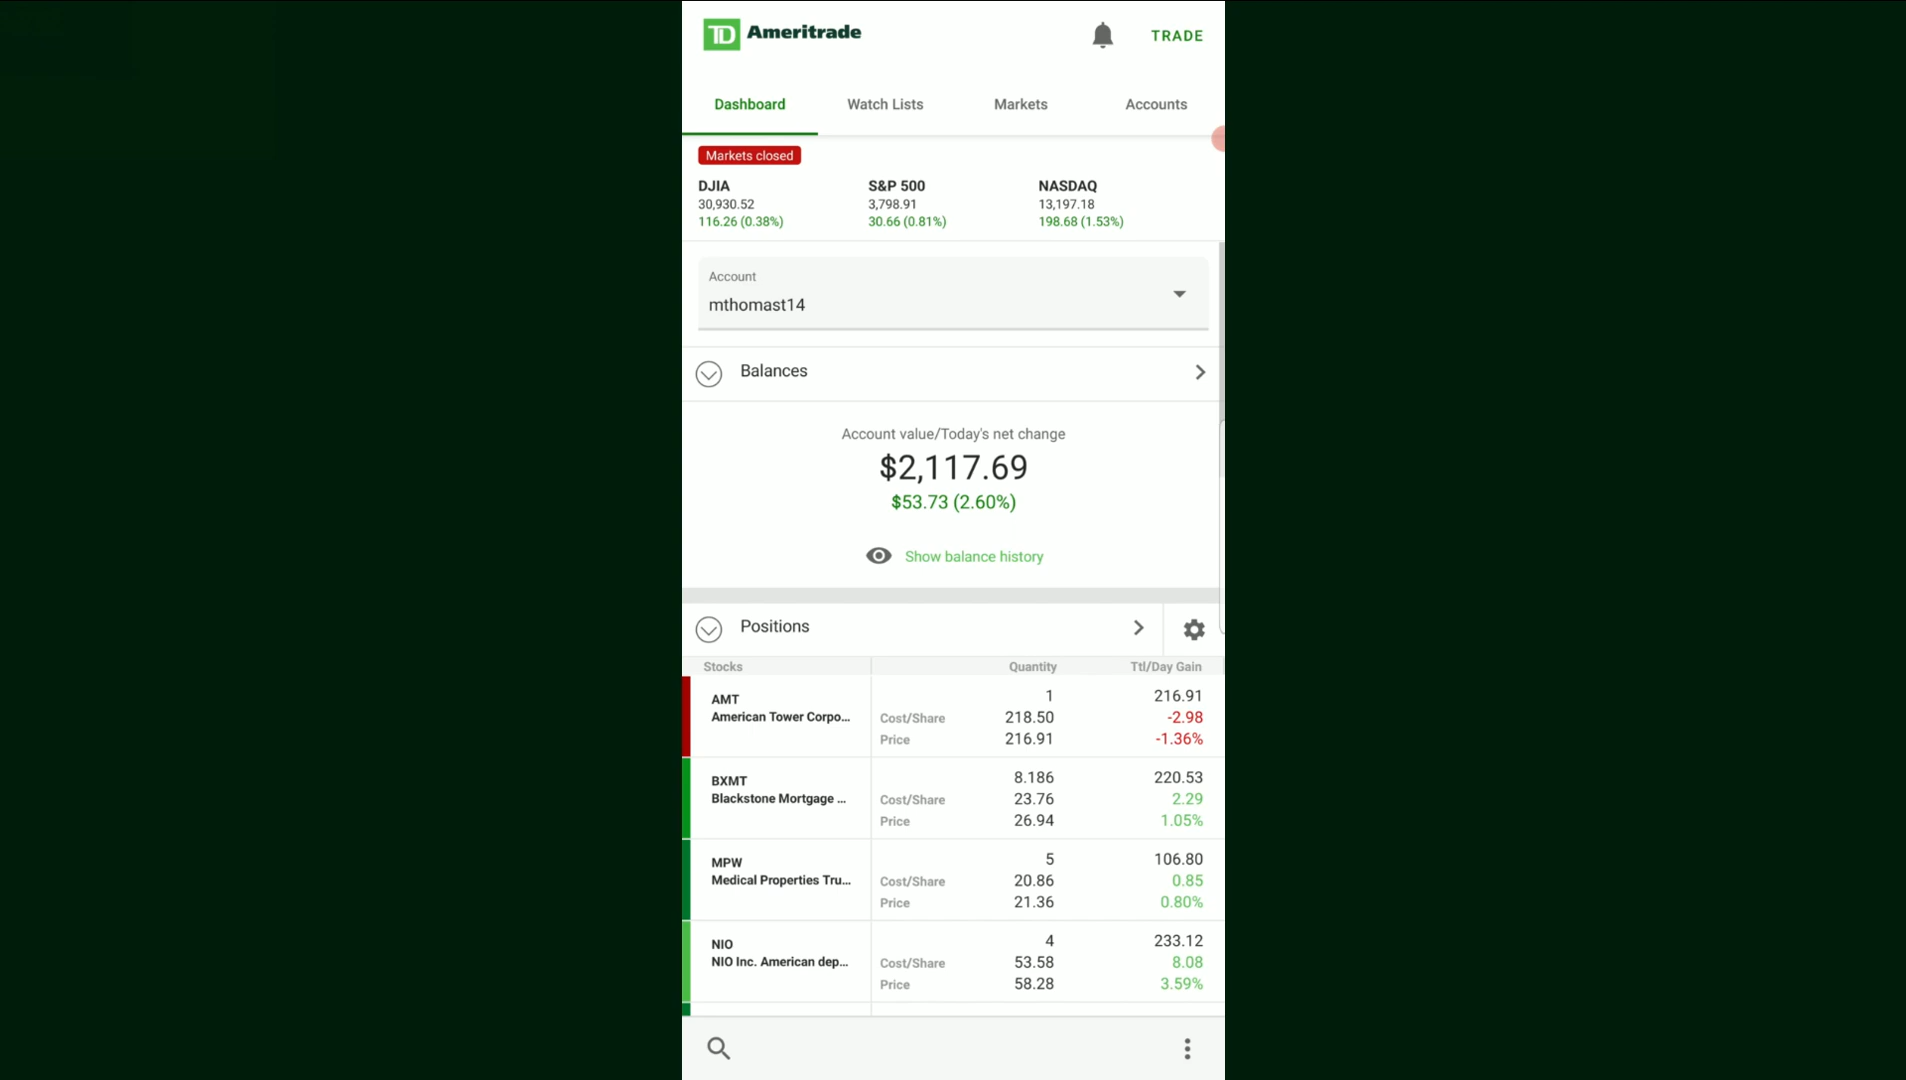 TD Ameritrade
TRADE
Dashboard Watch Lists Markets Accounts
Markets closed
DJIA S&P 500 NASDAQ
30,930.52 3,798.91 13,197.18
116.26 (0.38%) 30.66 (0.81%) 198.68 (1.53%)
Account
mthomast14
Balances
Account value/Today's net change
$2,117.69
$53.73 (2.60%)
Show balance history
Positions
Stocks Quantity Ttl/Day Gain
AMT 1 216.91
American Tower Corpo... Cost/Share 218.50 -2.98
Price 216.91 -1.36%
BXMT 8.186 220.53
Blackstone Mortgage ... Cost/Share 23.76 2.29
Price 26.94 1.05%
MPW 5 106.80
Medical Properties Tru... Cost/Share 20.86 0.85
Price 21.36 0.80%
NIO 4 233.12
NIO Inc. American dep... Cost/Share 53.58 8.08
Price 58.28 3.59%